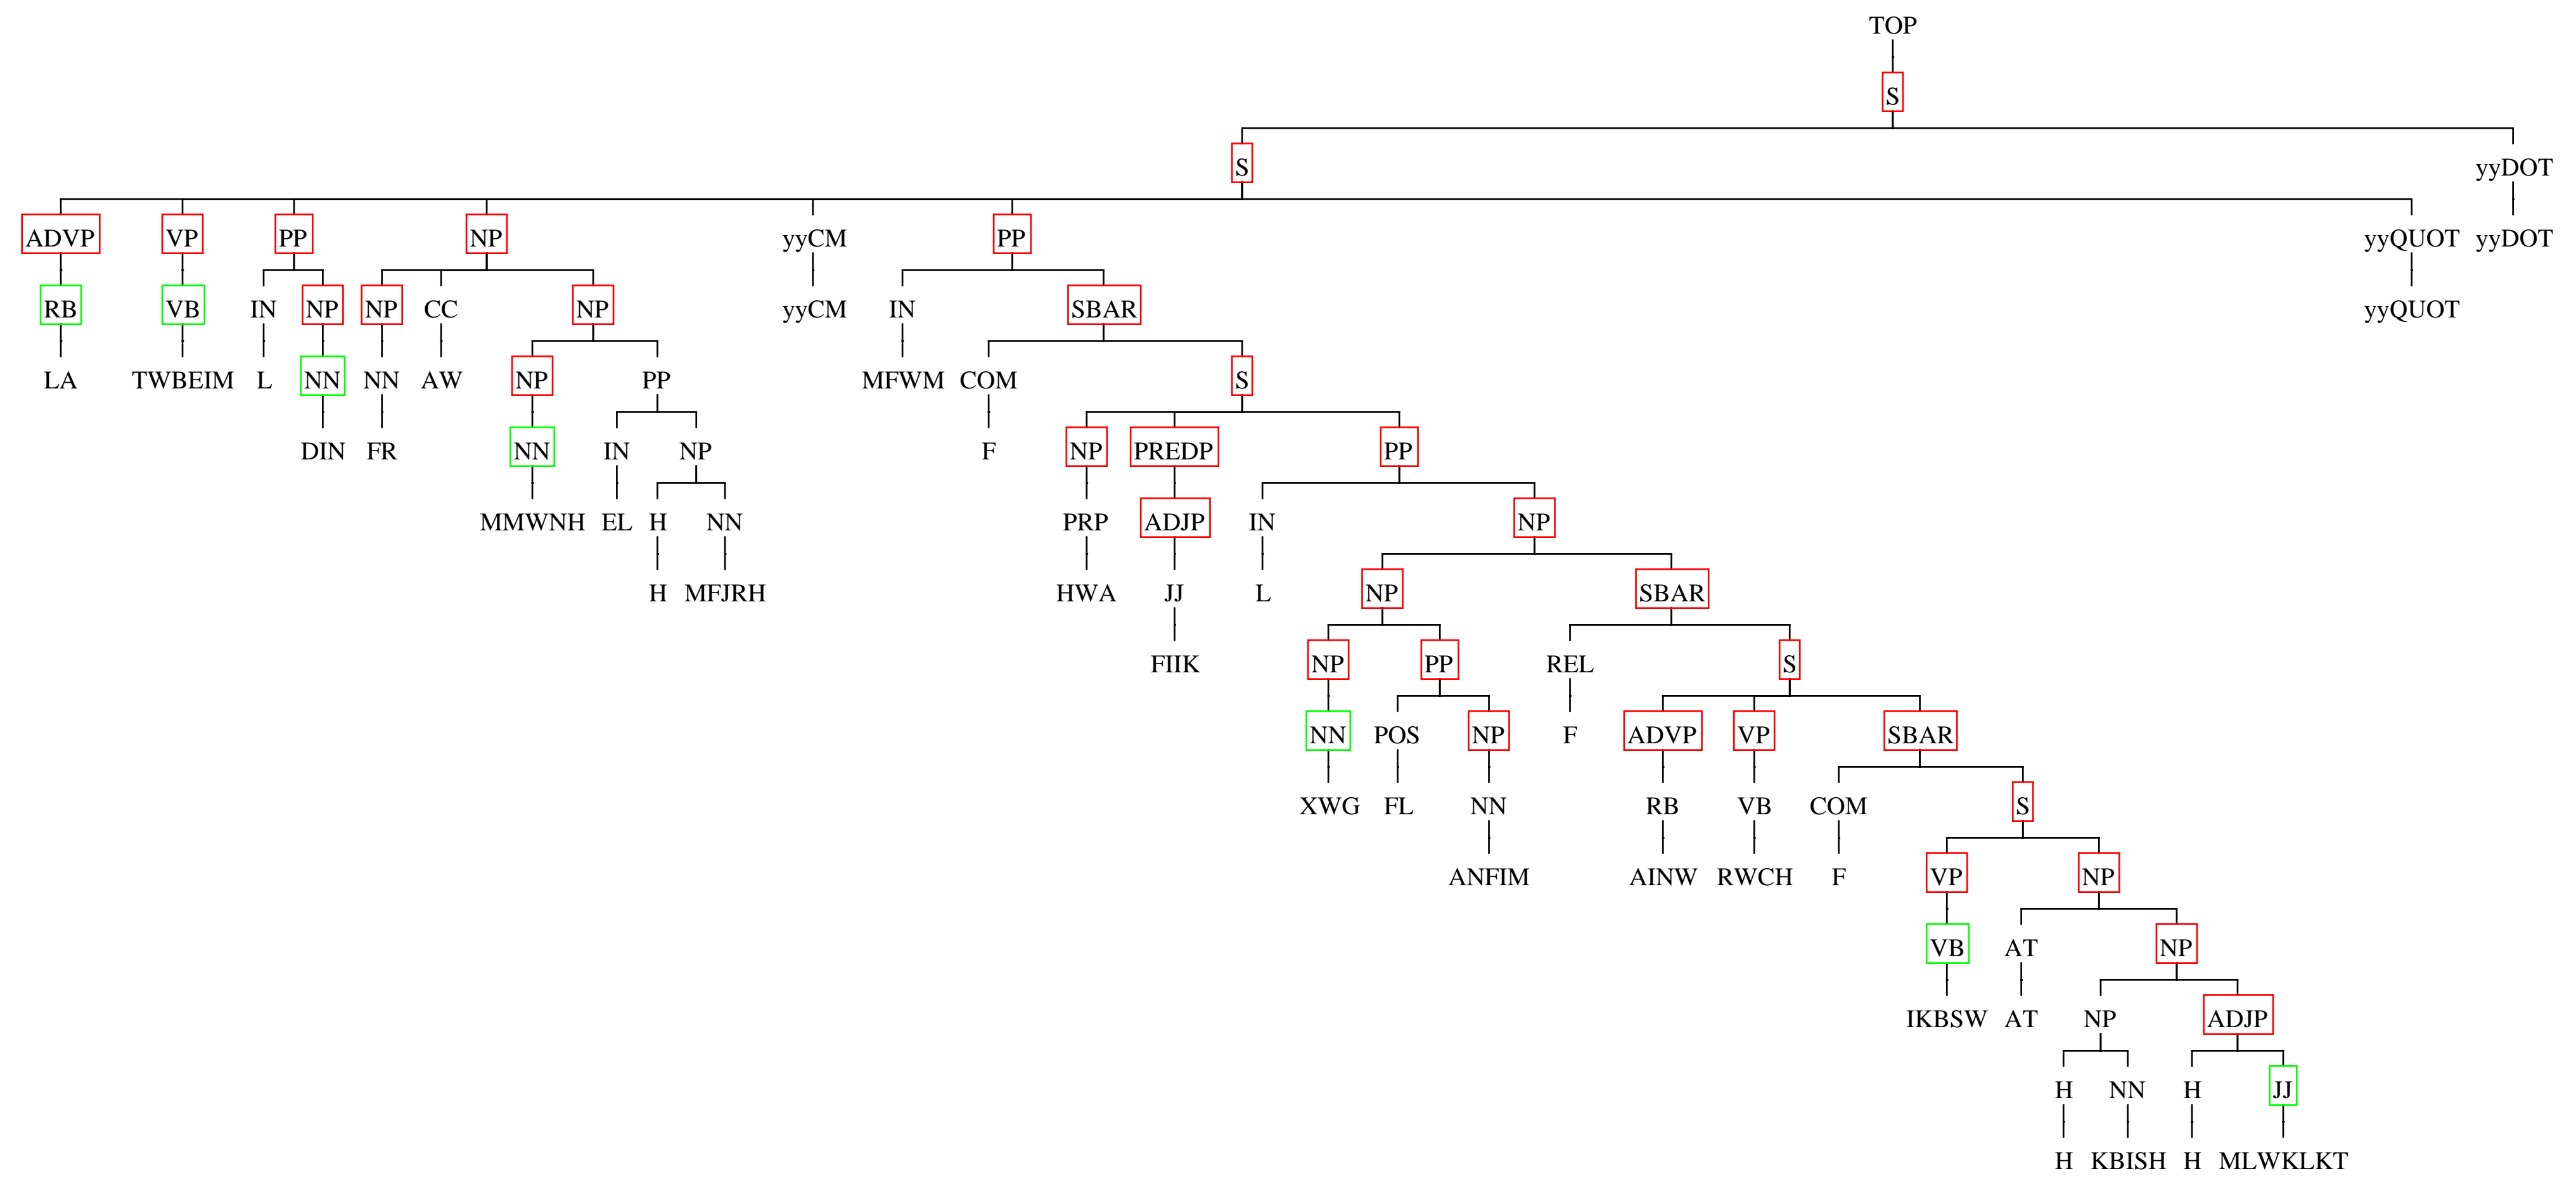 TOP
S
S yyDOT
ADVP VP PP NP yyCM PP yyQUOT yyDOT
RB VB IN NP NP CC NP yyCM IN SBAR yyQUOT
LA TWBEIM L NN NN AW NP PP MFWM COM S
DIN FR NN IN NP F NP PREDP PP
MMWNH EL H NN PRP ADJP IN NP
H MFJRH HWA JJ L NP SBAR
FIIK NP PP REL S
NN POS NP F ADVP VP SBAR
XWG FL NN RB VB COM S
ANFIM AINW RWCH F VP NP
VB AT NP
IKBSW AT NP ADJP
H NN H JJ
H KBISH H MLWKLKT